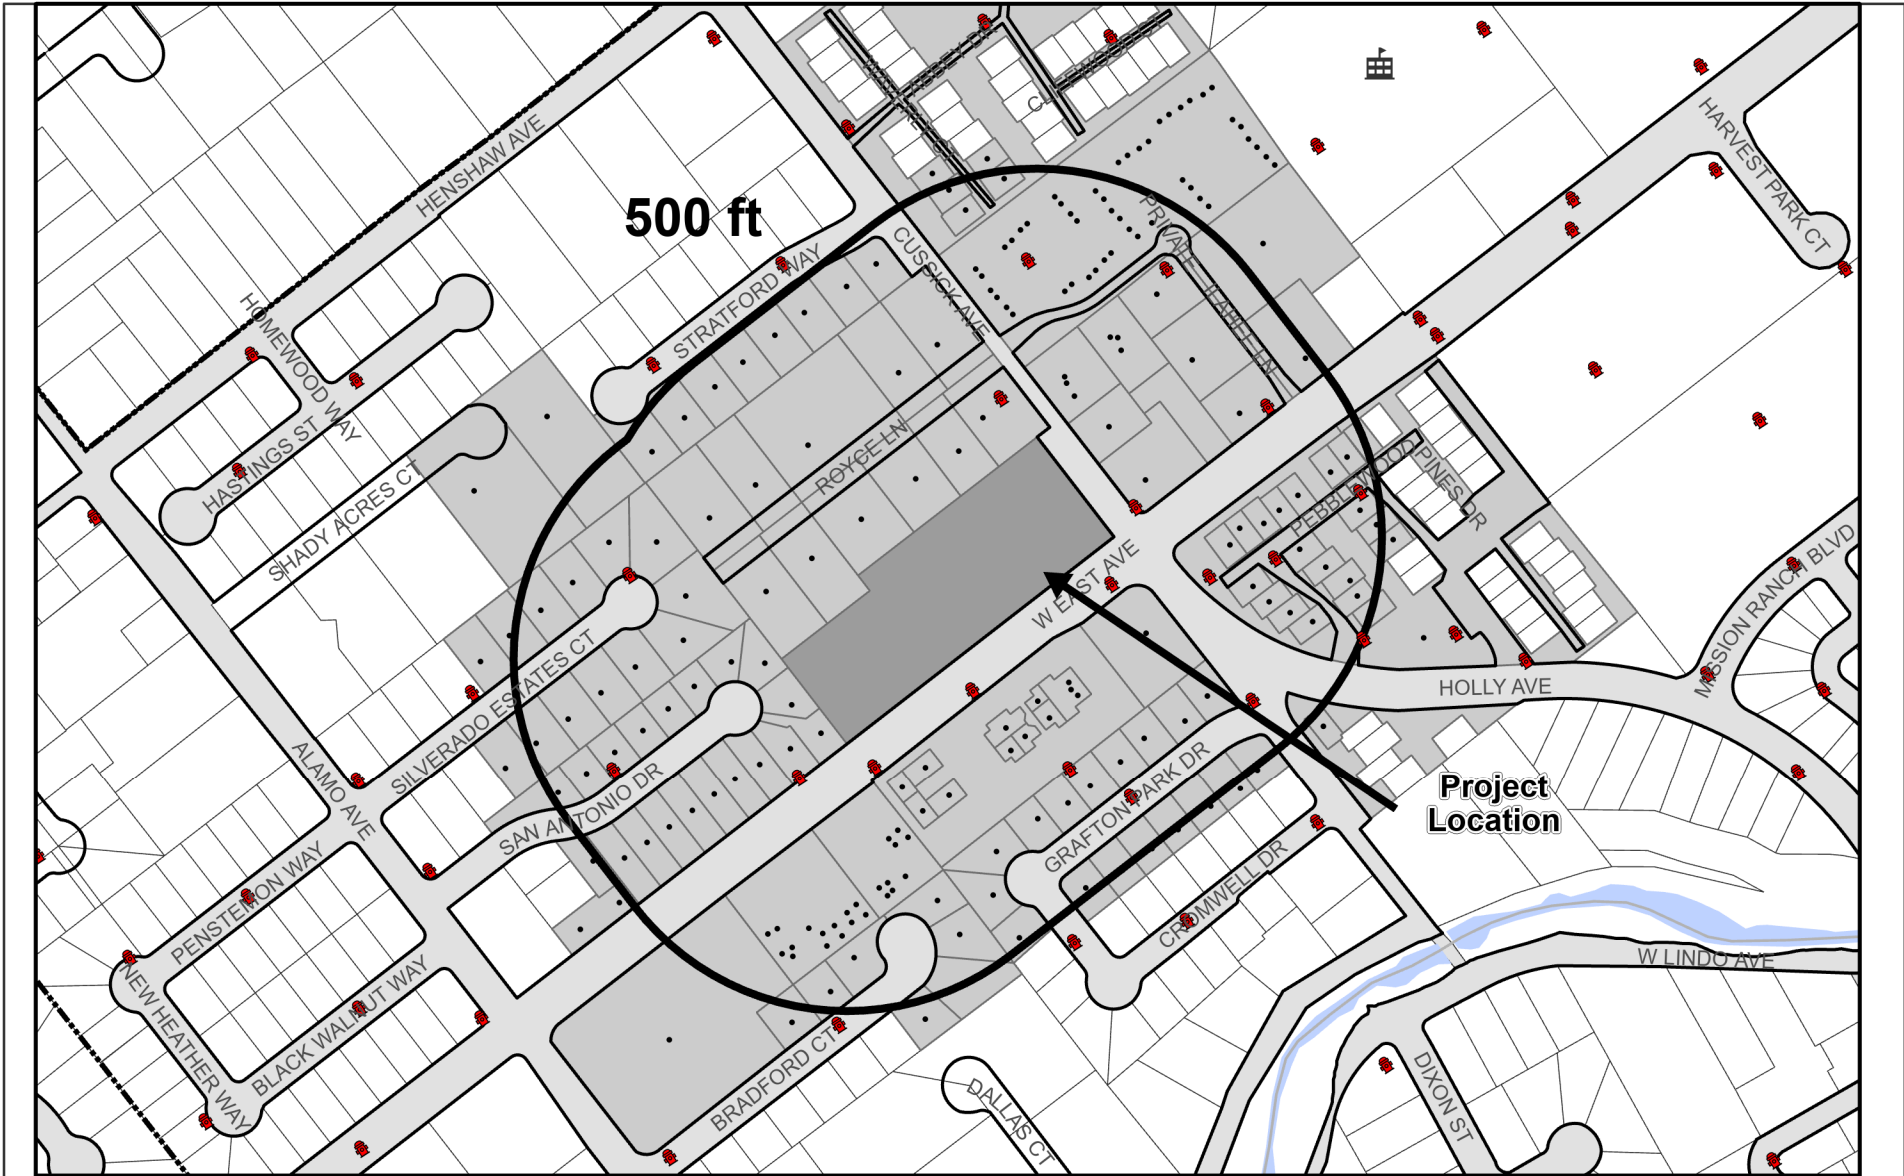 HENSHAW AVE
HARVEST PARK CT
500 ft
PRIVATE
CUSSICK AVE
STRATFORD WAY
HOMEWOOD WAY
HASTINGS ST
SHADY ACRES CT
ROYCE LN
PEBBLEWOOD PINES DR
W EAST AVE
MISSION RANCH BLVD
HOLLY AVE
SILVERADO ESTATES CT
ALAMO AVE
SAN ANTONIO DR
GRAFTON PARK DR
Project
Location
CROMWELL DR
PENSTEMON WAY
NEW HEATHER WAY
BLACK WALNUT WAY
W LINDO AVE
BRADFORD CT
DALLAS CT
DIXON ST